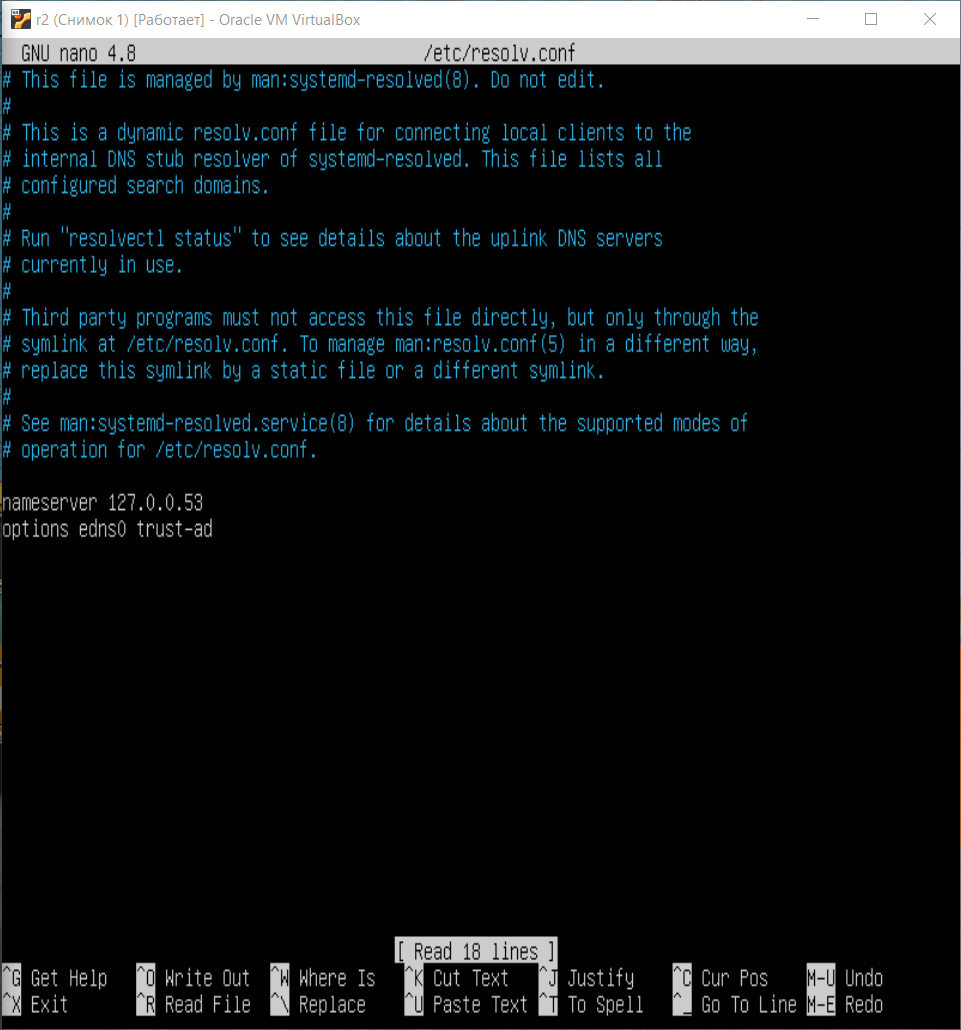 r2 (Снимок 1) [Работает] - Oracle VM VirtualBox
GNU nano 4.8 /etc/resolv.conf
# This file is managed by man:systemd-resolved(8). Do not edit.
#
# This is a dynamic resolv.conf file for connecting local clients to the
# internal DNS stub resolver of systemd-resolved. This file lists all
# configured search domains.
#
# Run "resolvectl status" to see details about the uplink DNS servers
# currently in use.
#
# Third party programs must not access this file directly, but only through the
# symlink at /etc/resolv.conf. To manage man:resolv.conf(5) in a different way,
# replace this symlink by a static file or a different symlink.
#
# See man:systemd-resolved.service(8) for details about the supported modes of
# operation for /etc/resolv.conf.
nameserver 127.0.0.53
options edns0 trust-ad
[ Read 18 lines ]
^G Get Help ^O Write Out ^W Where Is ^K Cut Text ^J Justify ^C Cur Pos M-U Undo
^X Exit ^R Read File ^\ Replace ^U Paste Text ^T To Spell ^_ Go To Line M-E Redo